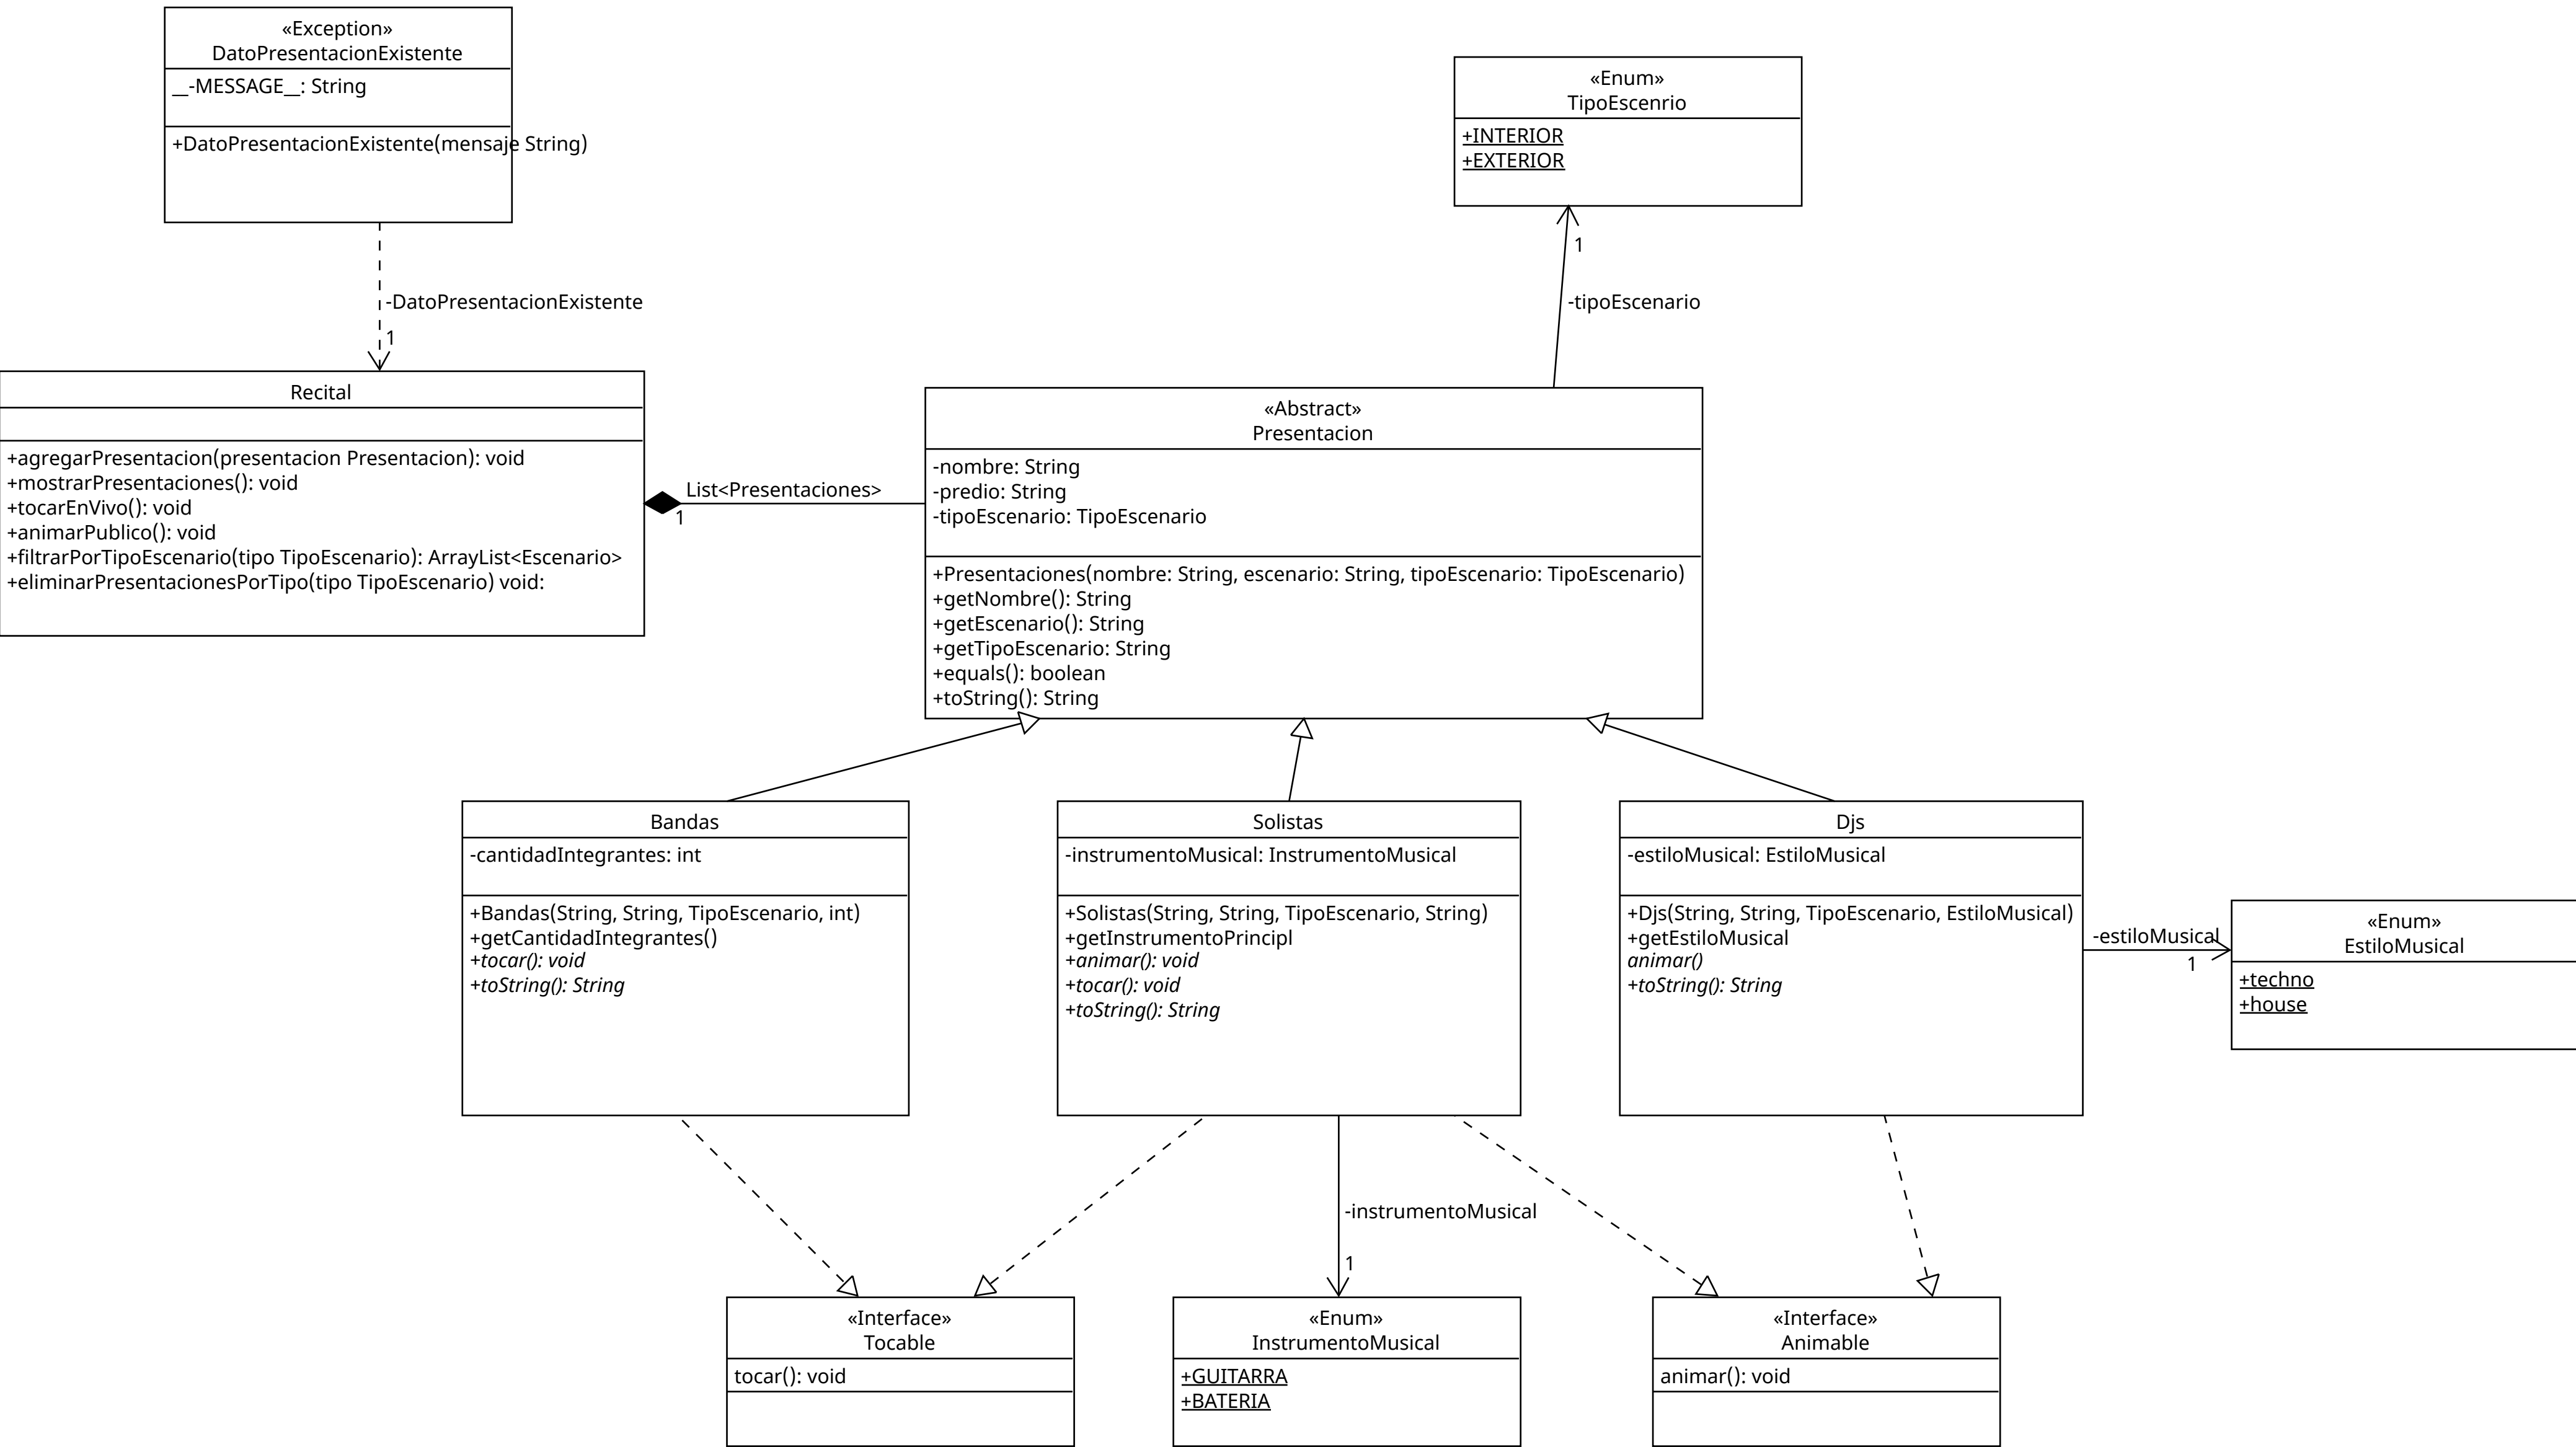 «Exception»
DatoPresentacionExistente
__-MESSAGE__: String
+DatoPresentacionExistente(mensaje String)
«Enum»
TipoEscenrio
+INTERIOR
+EXTERIOR
1
-tipoEscenario
-DatoPresentacionExistente
1
Recital
+agregarPresentacion(presentacion Presentacion): void
+mostrarPresentaciones(): void
+tocarEnVivo(): void
+animarPublico(): void
+filtrarPorTipoEscenario(tipo TipoEscenario): ArrayList<Escenario>
+eliminarPresentacionesPorTipo(tipo TipoEscenario) void:
List<Presentaciones>
1
«Abstract»
Presentacion
-nombre: String
-predio: String
-tipoEscenario: TipoEscenario
+Presentaciones(nombre: String, escenario: String, tipoEscenario: TipoEscenario)
+getNombre(): String
+getEscenario(): String
+getTipoEscenario: String
+equals(): boolean
+toString(): String
Bandas
-cantidadIntegrantes: int
+Bandas(String, String, TipoEscenario, int)
+getCantidadIntegrantes()
+tocar(): void
+toString(): String
Solistas
-instrumentoMusical: InstrumentoMusical
+Solistas(String, String, TipoEscenario, String)
+getInstrumentoPrincipl
+animar(): void
+tocar(): void
+toString(): String
Djs
-estiloMusical: EstiloMusical
+Djs(String, String, TipoEscenario, EstiloMusical)
+getEstiloMusical
animar()
+toString(): String
-estiloMusical
1
«Enum»
EstiloMusical
+techno
+house
-instrumentoMusical
1
«Interface»
Tocable
tocar(): void
«Enum»
InstrumentoMusical
+GUITARRA
+BATERIA
«Interface»
Animable
animar(): void